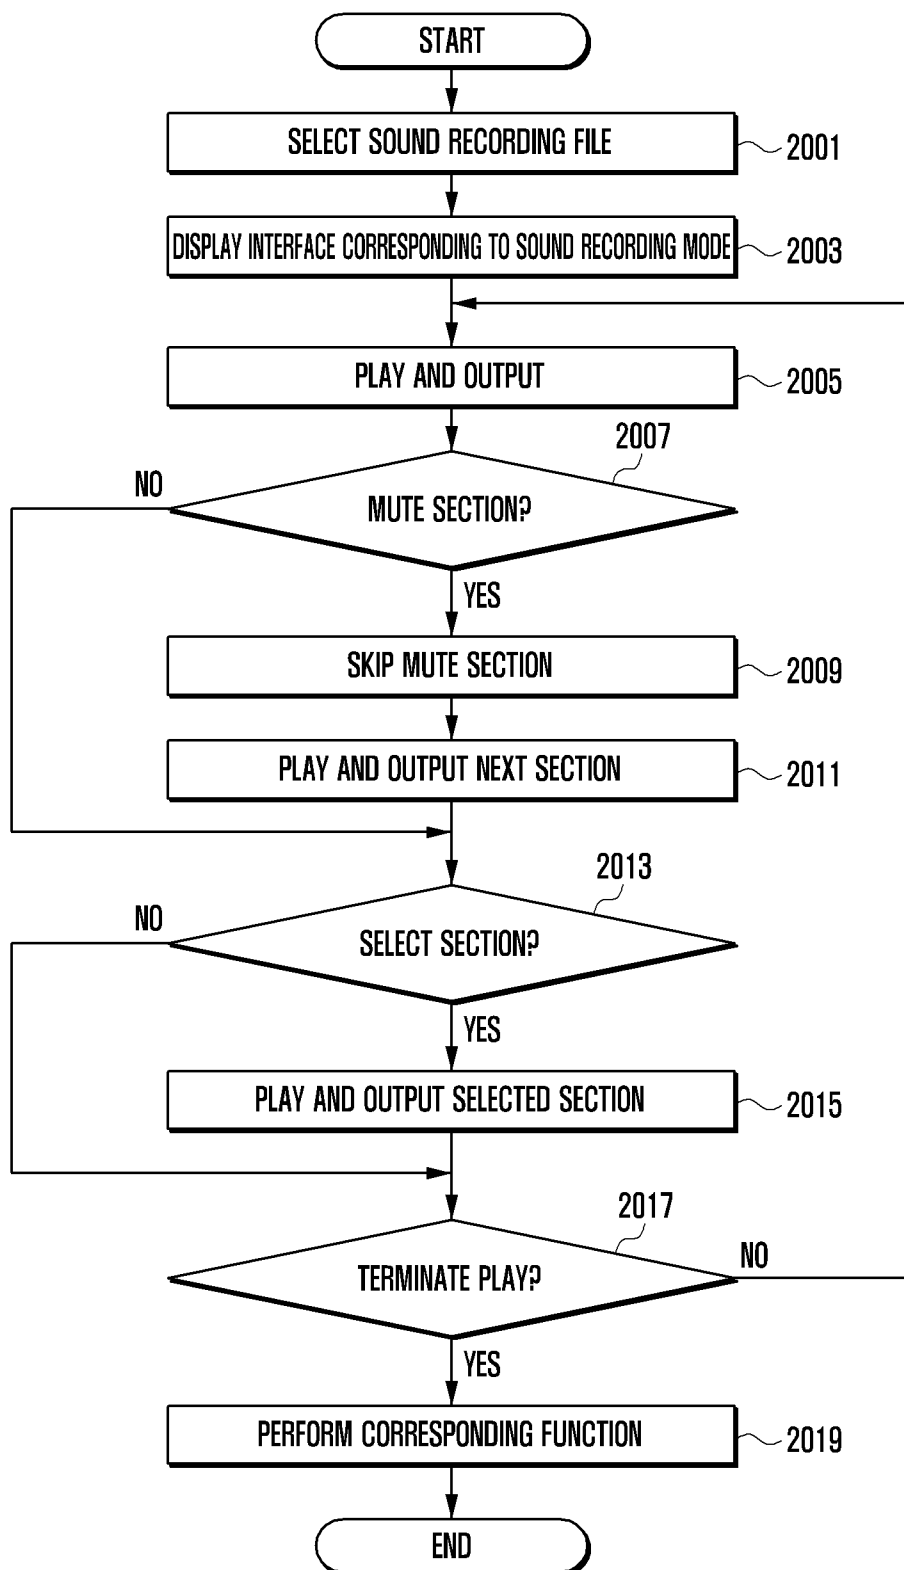 START
SELECT SOUND RECORDING FILE
2001
DISPLAY INTERFACE CORRESPONDING TO SOUND RECORDING MODE
2003
PLAY AND OUTPUT
2005
2007
NO
MUTE SECTION?
YES
SKIP MUTE SECTION
2009
PLAY AND OUTPUT NEXT SECTION
2011
2013
NO
SELECT SECTION?
YES
PLAY AND OUTPUT SELECTED SECTION
2015
2017
NO
TERMINATE PLAY?
YES
PERFORM CORRESPONDING FUNCTION
2019
END